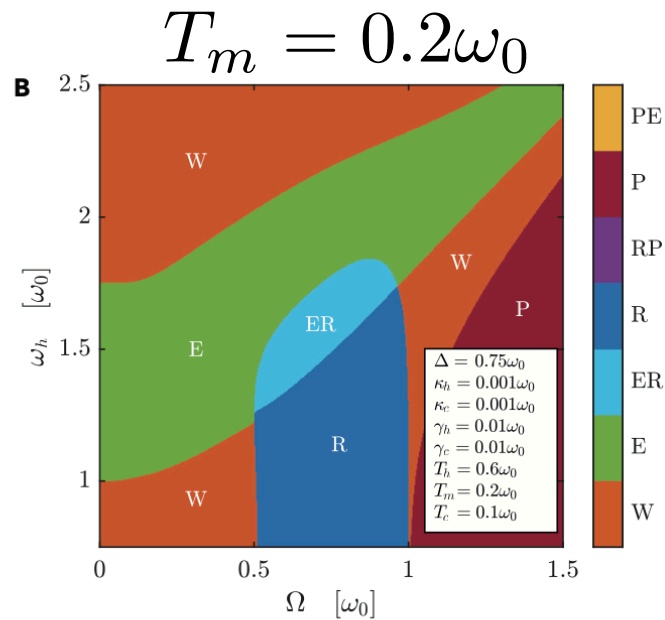 T_m = 0.2ω_0
B
2.5
2
1.5
1
0
0.5
1
1.5
ω_h [ω_0]
Ω [ω_0]
W
E
ER
W
P
R
W
Δ = 0.75ω_0
κ_h = 0.001ω_0
κ_c = 0.001ω_0
γ_h = 0.01ω_0
γ_c = 0.01ω_0
T_h = 0.6ω_0
T_m = 0.2ω_0
T_c = 0.1ω_0
PE
P
RP
R
ER
E
W